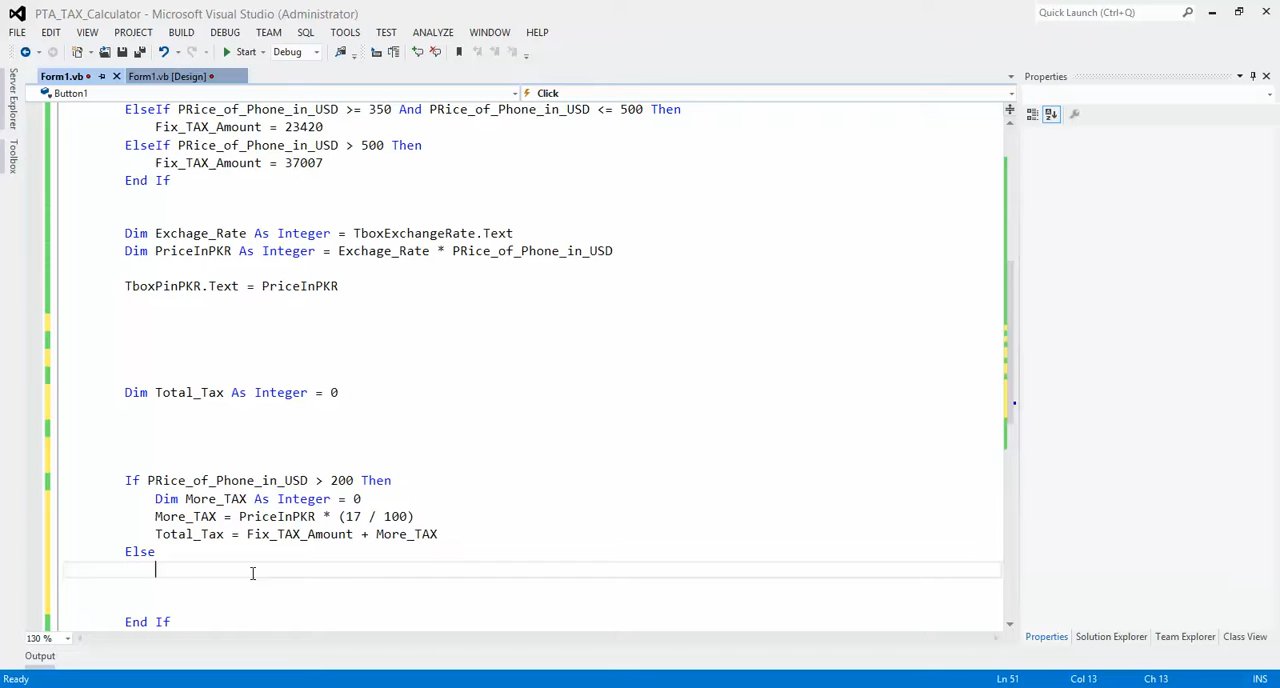 PTA_TAX_Calculator - Microsoft Visual Studio (Administrator)
Quick Launch (Ctrl+Q)
FILE EDIT VIEW PROJECT BUILD DEBUG TEAM SQL TOOLS TEST ANALYZE WINDOW HELP
Start Debug
Server Explorer
Toolbox
Form1.vb Form1.vb [Design]
Properties
Button1 Click
ElseIf PRice_of_Phone_in_USD >= 350 And PRice_of_Phone_in_USD <= 500 Then
Fix_TAX_Amount = 23420
ElseIf PRice_of_Phone_in_USD > 500 Then
Fix_TAX_Amount = 37007
End If
Dim Exchage_Rate As Integer = TboxExchangeRate.Text
Dim PriceInPKR As Integer = Exchage_Rate * PRice_of_Phone_in_USD
TboxPinPKR.Text = PriceInPKR
Dim Total_Tax As Integer = 0
If PRice_of_Phone_in_USD > 200 Then
Dim More_TAX As Integer = 0
More_TAX = PriceInPKR * (17 / 100)
Total_Tax = Fix_TAX_Amount + More_TAX
Else
End If
130 %
Properties Solution Explorer Team Explorer Class View
Output
Ready Ln 51 Col 13 Ch 13 INS